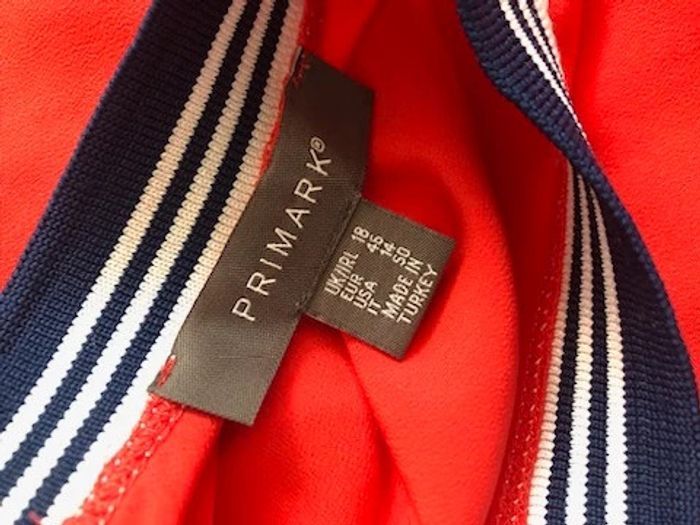 PRIMARK®
UK/IRL 18
EUR 46
USA 14
IT 50
MADE IN
TURKEY